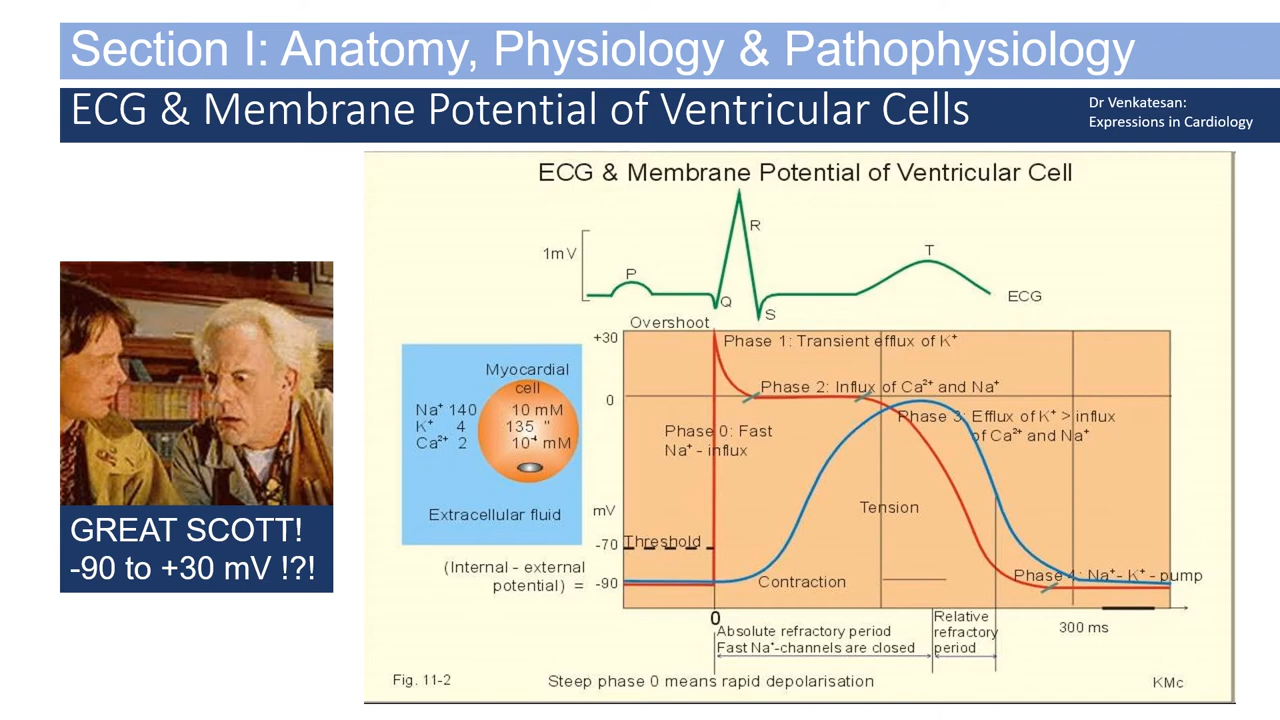 Section I: Anatomy, Physiology & Pathophysiology
ECG & Membrane Potential of Ventricular Cells
Dr Venkatesan:
Expressions in Cardiology
ECG & Membrane Potential of Ventricular Cell
1mV
P
R
Q
S
T
ECG
Overshoot
+30
Phase 1: Transient efflux of K⁺
Phase 2: Influx of Ca²⁺ and Na⁺
0
Phase 3: Efflux of K⁺ > influx
of Ca²⁺ and Na⁺
Phase 0: Fast
Na⁺ - influx
Myocardial
cell
Na⁺ 140 10 mM
K⁺ 4 135 "
Ca²⁺ 2 10⁻⁴ mM
Extracellular fluid
mV
Tension
-70
Threshold
(Internal - external
potential) =
-90
Contraction
Phase 4: Na⁺- K⁺ - pump
0
Absolute refractory period
Fast Na⁺-channels are closed
Relative
refractory
period
300 ms
Fig. 11-2
Steep phase 0 means rapid depolarisation
KMc
GREAT SCOTT!
-90 to +30 mV !?!